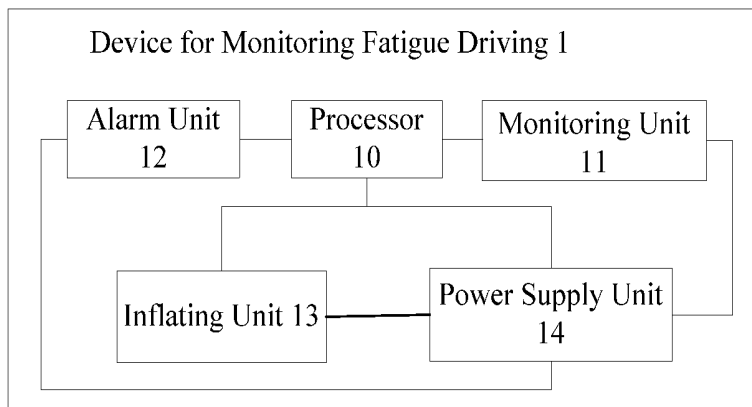 Device for Monitoring Fatigue Driving 1
Alarm Unit
12
Processor
10
Monitoring Unit
11
Inflating Unit 13
Power Supply Unit
14